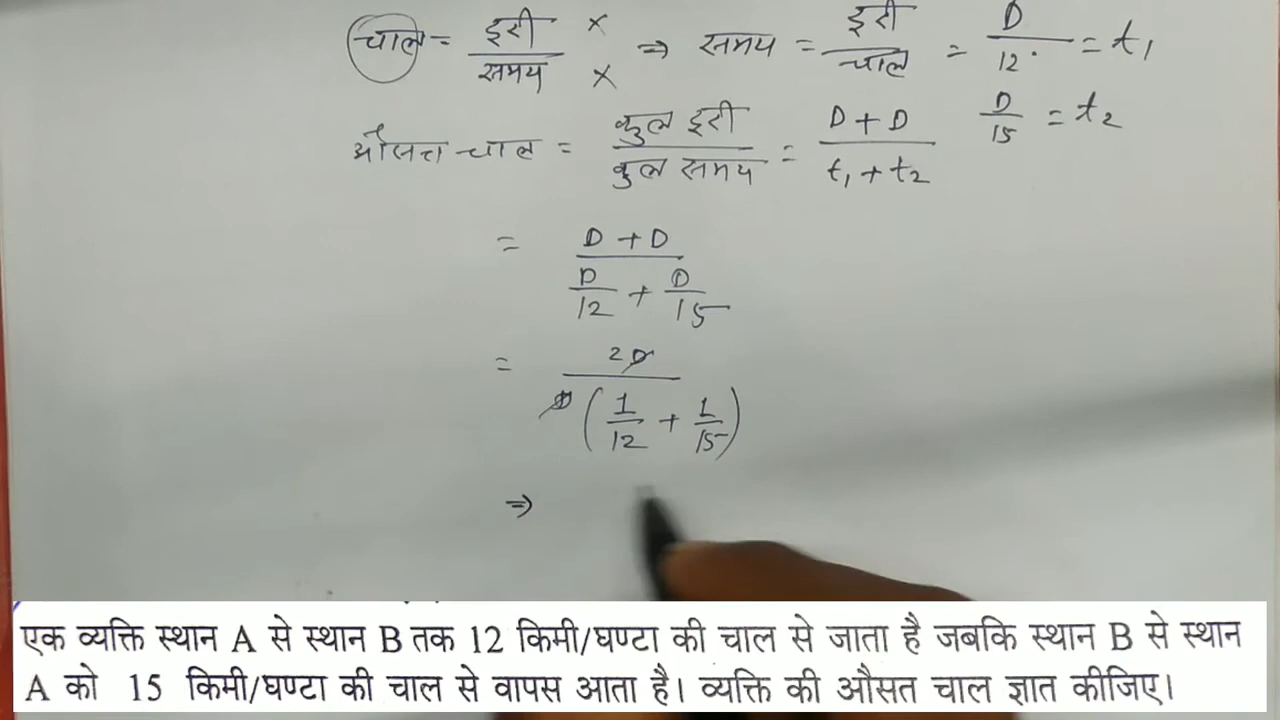 चाल = दूरी / समय ⇒ समय = दूरी / चाल = D / 12 = t₁
D / 15 = t₂
औसत चाल = कुल दूरी / कुल समय = D + D / t₁ + t₂
= D + D / D/12 + D/15
= 2D / D (1/12 + 1/15)
⇒
एक व्यक्ति स्थान A से स्थान B तक 12 किमी/घण्टा की चाल से जाता है जबकि स्थान B से स्थान
A को 15 किमी/घण्टा की चाल से वापस आता है। व्यक्ति की औसत चाल ज्ञात कीजिए।